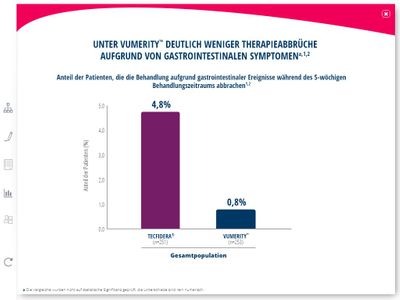 UNTER VUMERITY™ DEUTLICH WENIGER THERAPIEABBRÜCHE
AUFGRUND VON GASTROINTESTINALEN SYMPTOMEN*,1,2
Anteil der Patienten, die die Behandlung aufgrund gastrointestinaler Ereignisse während des 5-wöchigen
Behandlungszeitraums abbrachen1,2
4,8%
5,0
4,0
3,0
2,0
1,0
0,0
Anteil der Patienten (%)
0,8%
TECFIDERA®
(n=251)
VUMERITY™
(n=253)
Gesamtpopulation
Die Vergleiche wurden nicht auf statistische Signifikanz geprüft, die Unterschiede sind rein numerisch.